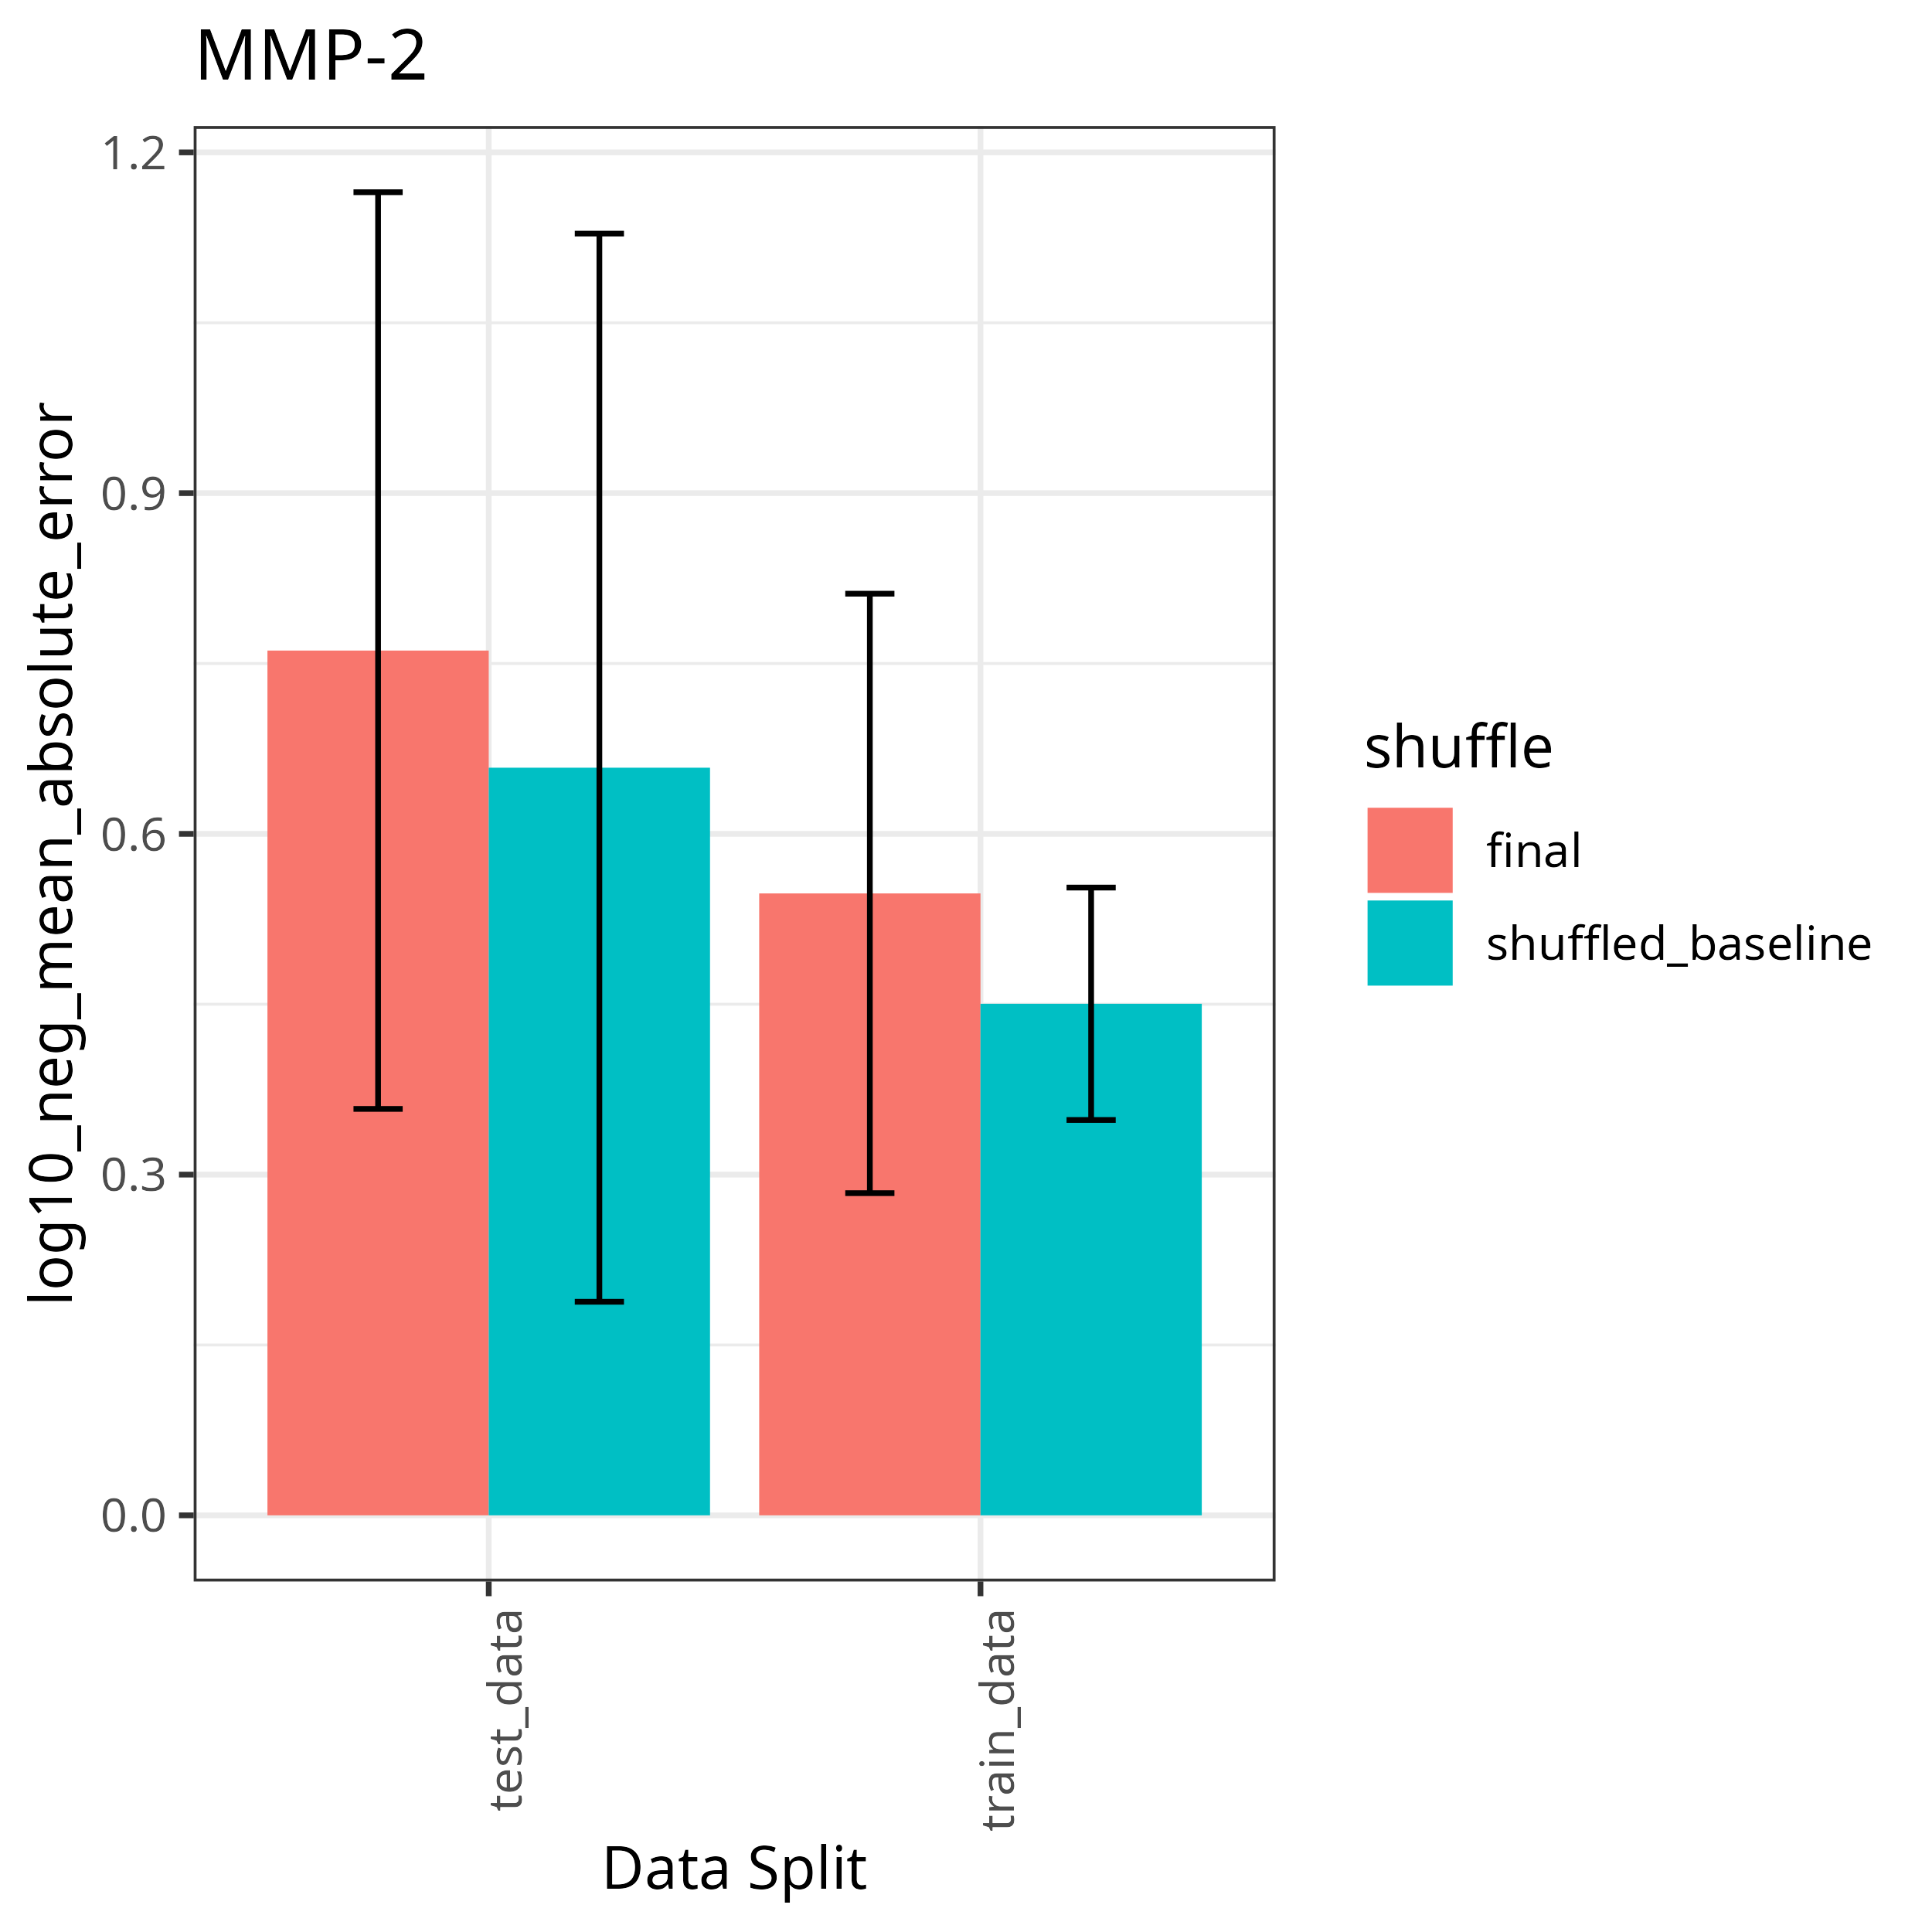 MMP-2
log10_neg_mean_absolute_error
1.2
0.9
0.6
0.3
0.0
test_data
train_data
Data Split
shuffle
final
shuffled_baseline